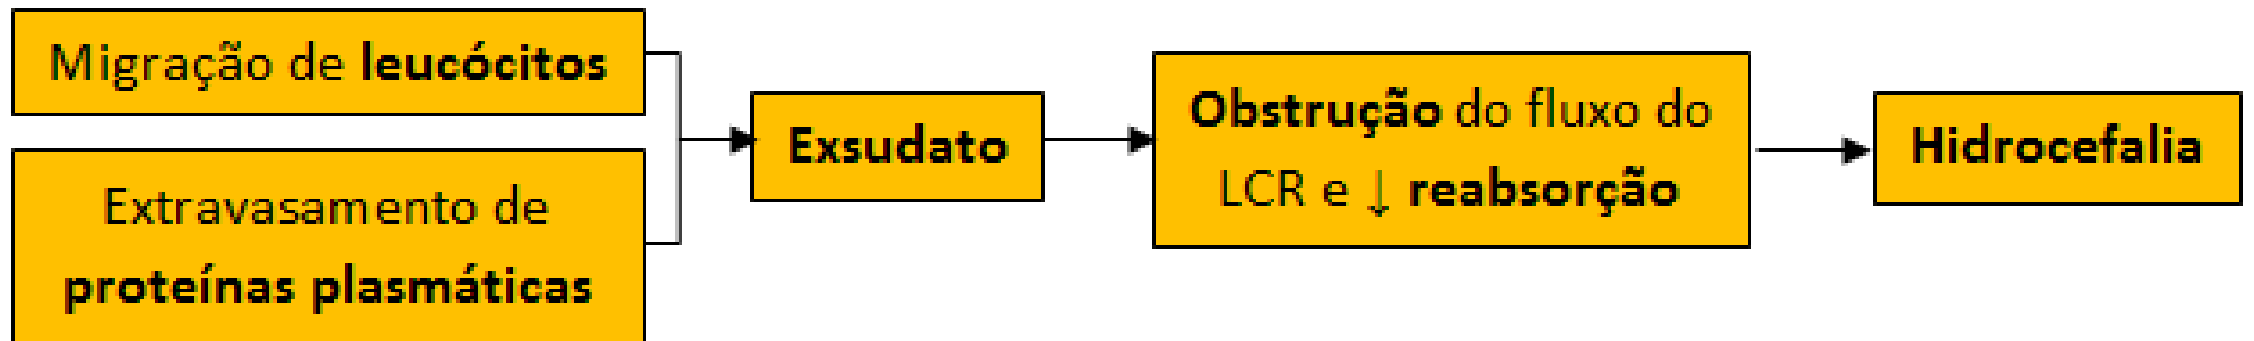 Migração de leucócitos
Extravasamento de
proteínas plasmáticas
Exsudato
Obstrução do fluxo do
LCR e ↓ reabsorção
Hidrocefalia